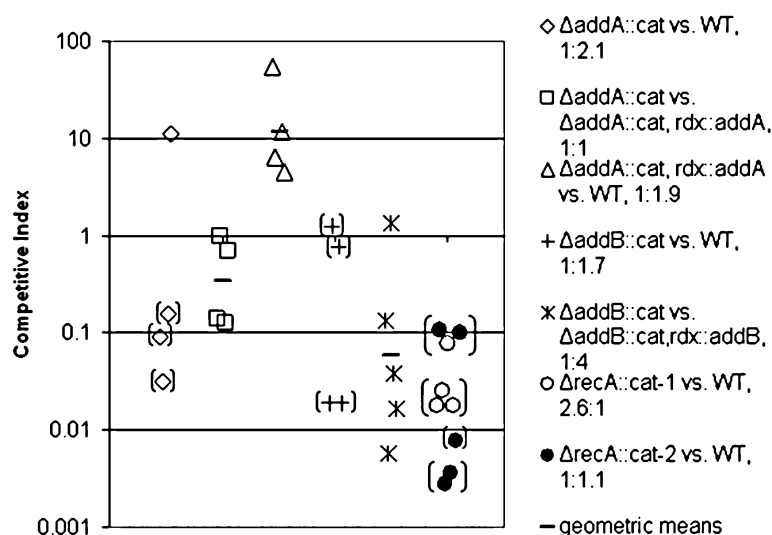 100
10
1
0.1
0.01
0.001
Competitive Index
ΔaddA::cat vs. WT,
1:2.1
ΔaddA::cat vs.
ΔaddA::cat, rdx::addA,
1:1
ΔaddA::cat, rdx::addA
vs. WT, 1:1.9
ΔaddB::cat vs. WT,
1:1.7
ΔaddB::cat vs.
ΔaddB::cat,rdx::addB,
1:4
ΔrecA::cat-1 vs. WT,
2.6:1
ΔrecA::cat-2 vs. WT,
1:1.1
geometric means